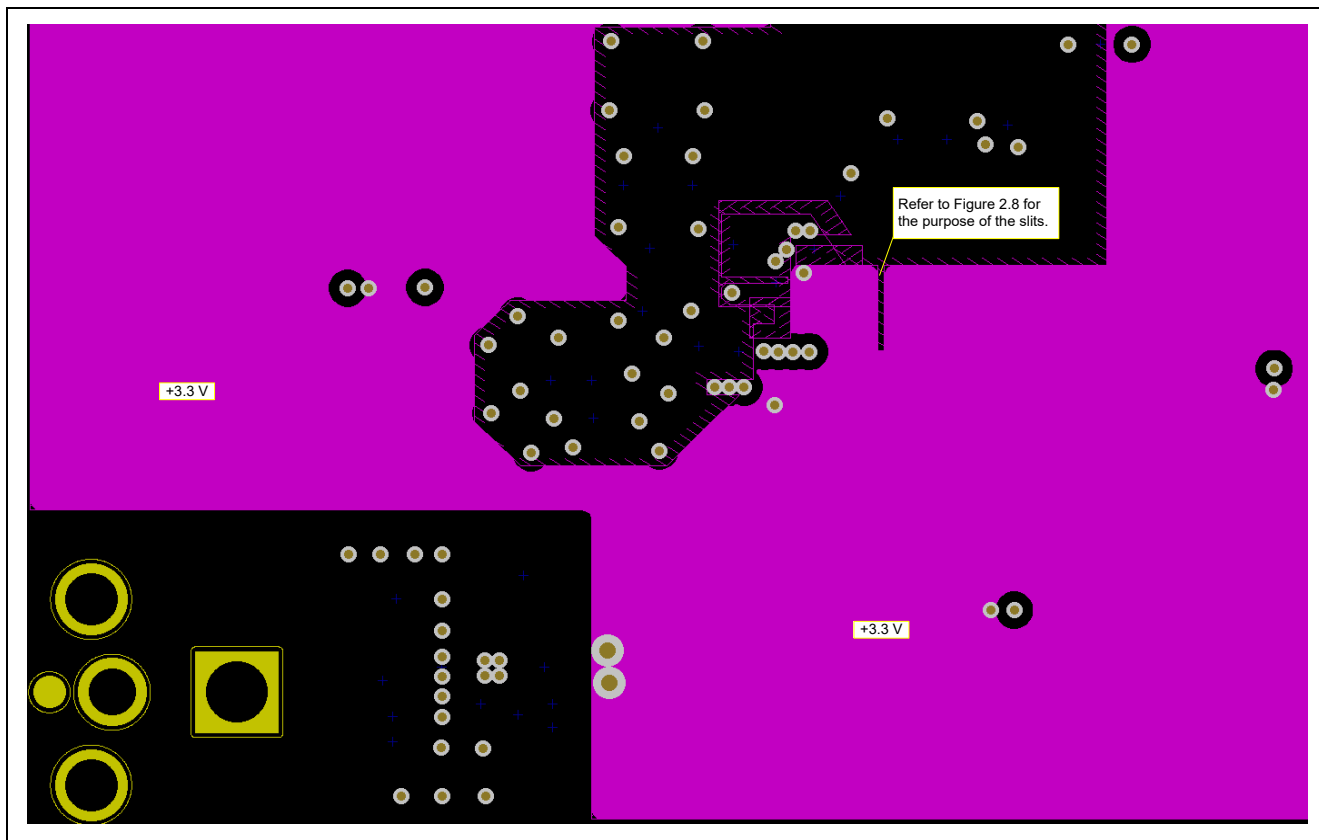 Refer to Figure 2.8 for
the purpose of the slits.
+3.3 V
+3.3 V